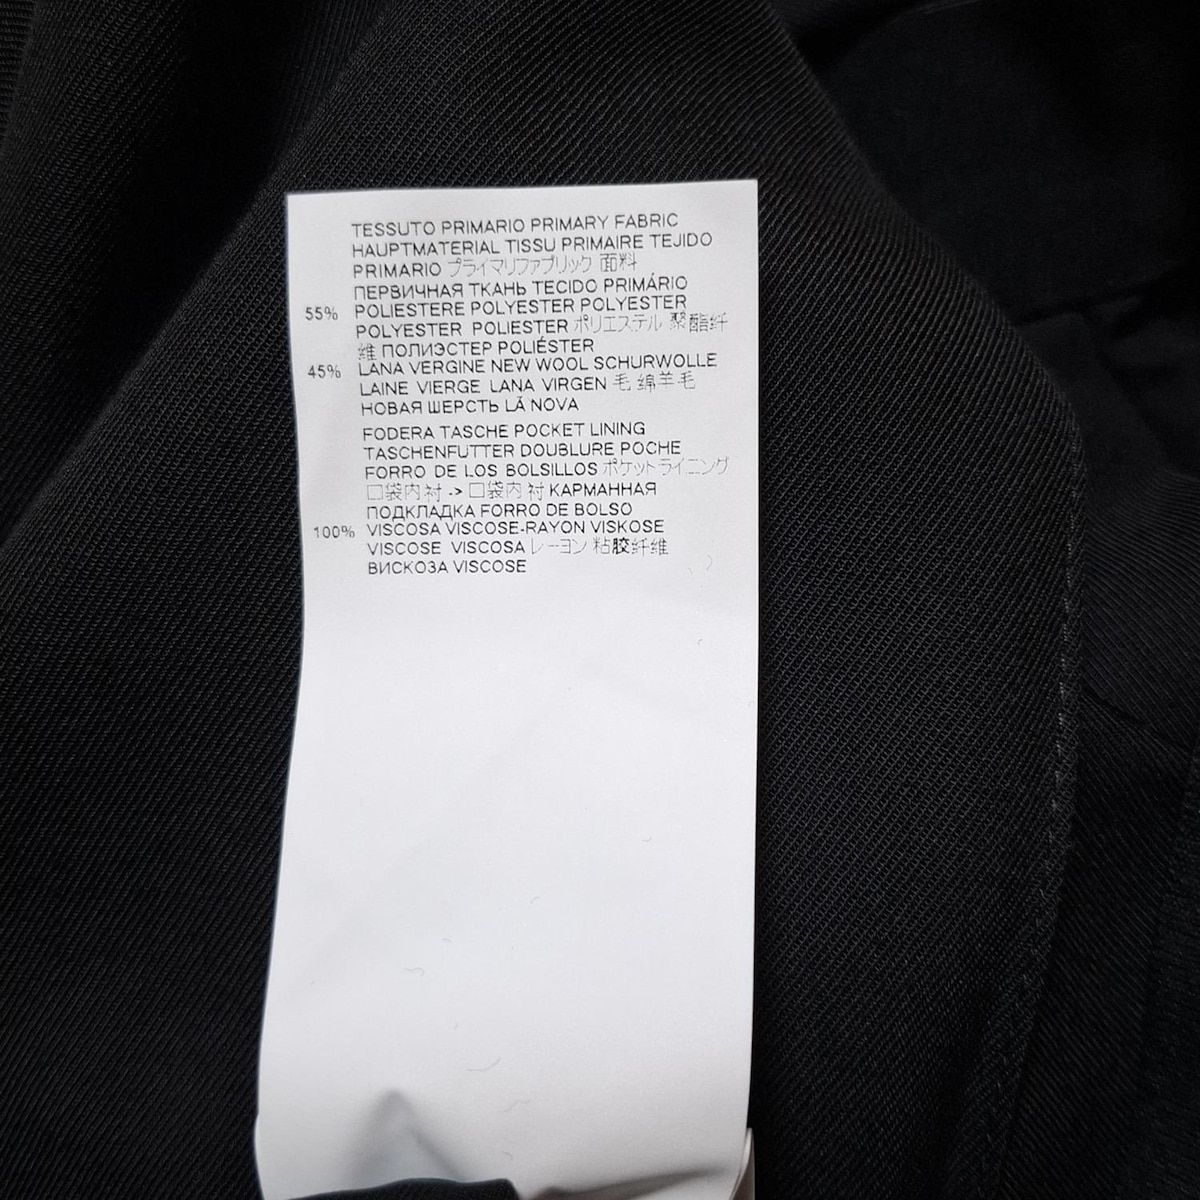 TESSUTO PRIMARIO PRIMARY FABRIC
HAUPTMATERIAL TISSU PRIMAIRE TEJIDO
PRIMARIO プライマリファブリック 面料
ПЕРВИЧНАЯ ТКАНЬ TECIDO PRIMÁRIO
55% POLIESTERE POLYESTER POLYESTER
POLYESTER POLIESTER ポリエステル 聚酯纤
维 ПОЛИЭСТЕР POLIÉSTER
45% LANA VERGINE NEW WOOL SCHURWOLLE
LAINE VIERGE LANA VIRGEN 毛 绵羊毛
НОВАЯ ШЕРСТЬ LÃ NOVA
FODERA TASCHE POCKET LINING
TASCHENFUTTER DOUBLURE POCHE
FORRO DE LOS BOLSILLOS ポケットライニング
口袋内衬 -> 口袋内衬 КАРМАННАЯ
ПОДКЛАДКА FORRO DE BOLSO
100% VISCOSA VISCOSE-RAYON VISKOSE
VISCOSE VISCOSA レーヨン 粘胶纤维
ВИСКОЗА VISCOSE